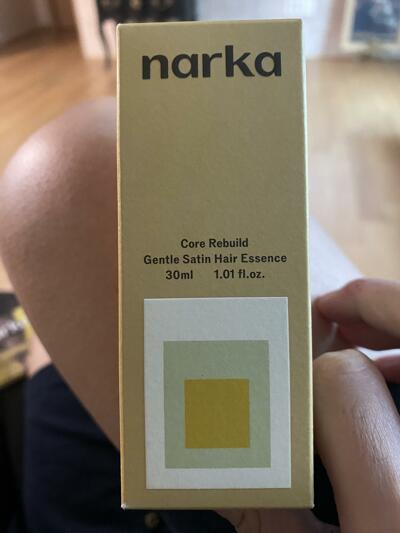 narka
Core Rebuild
Gentle Satin Hair Essence
30ml 1.01 fl.oz.